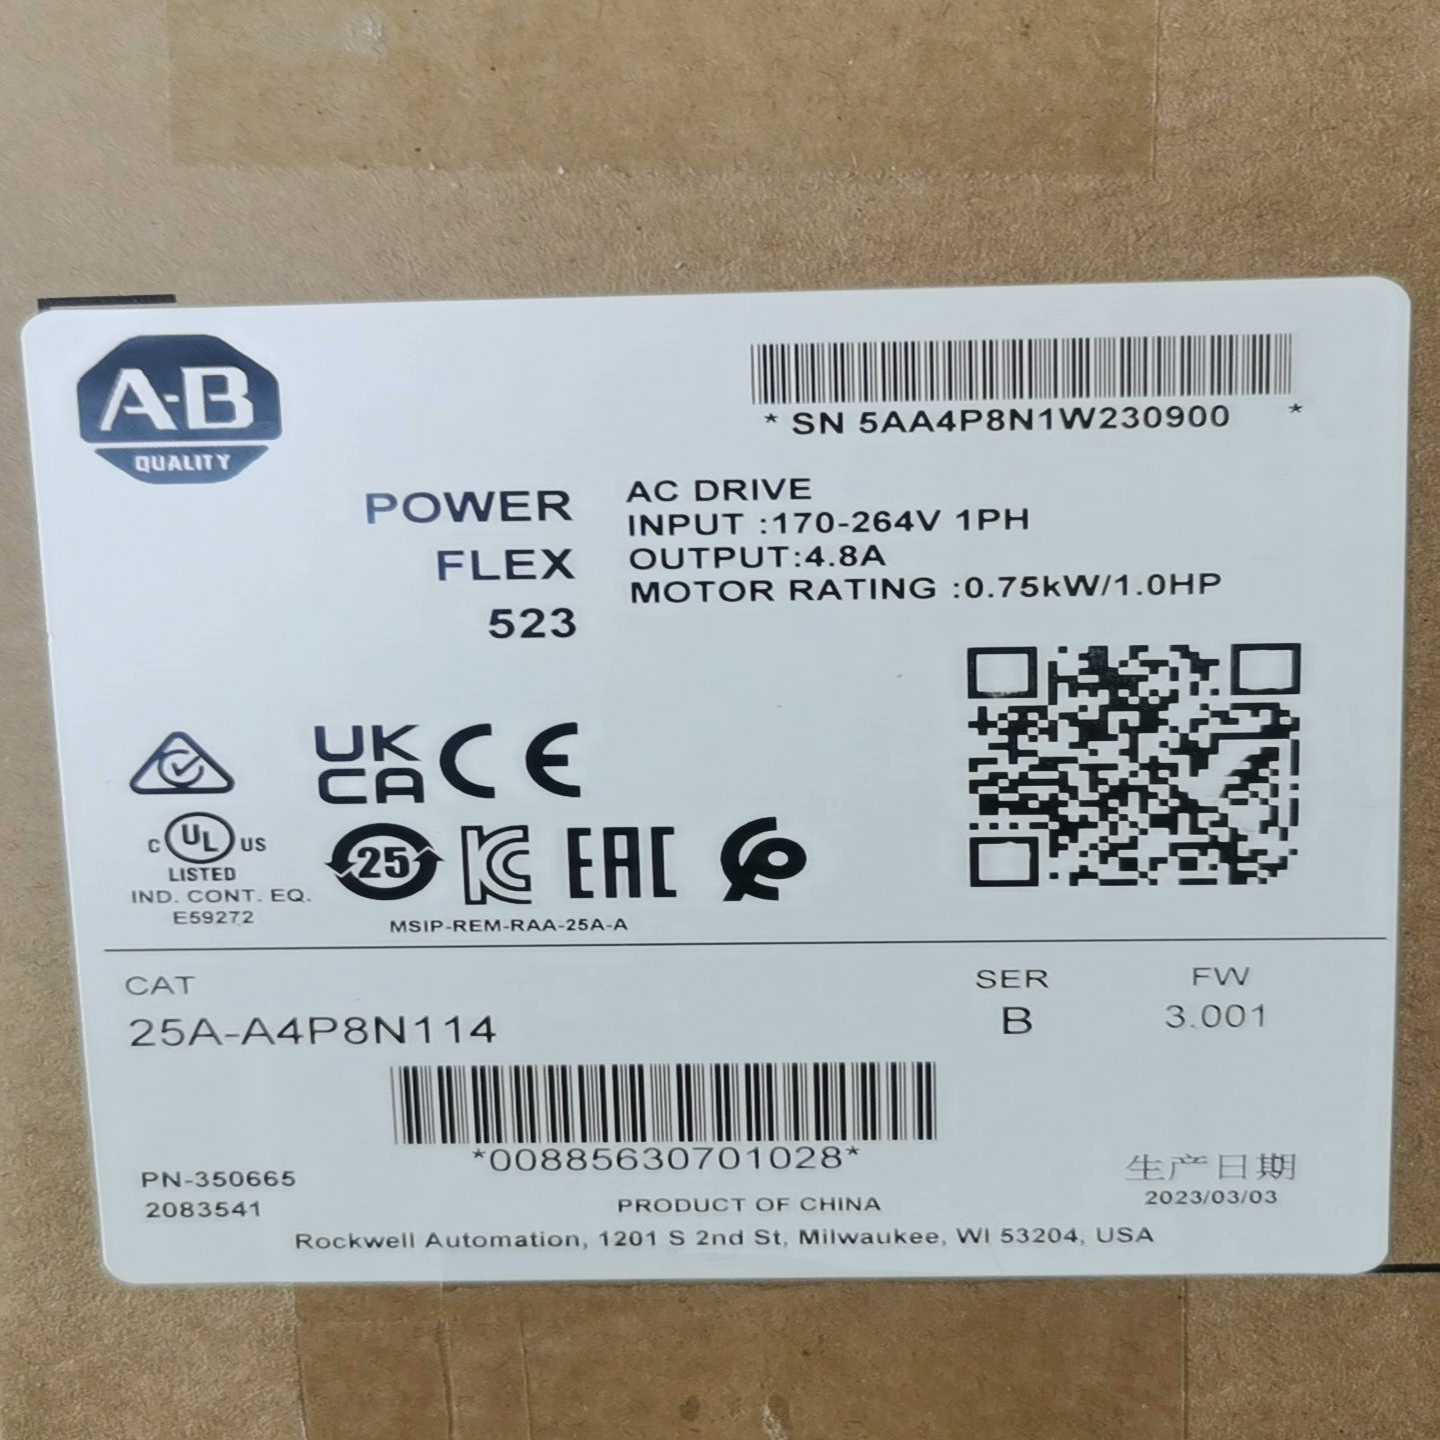 A-B
QUALITY
* SN 5AA4P8N1W230900 *
POWER
FLEX
523
AC DRIVE
INPUT :170-264V 1PH
OUTPUT:4.8A
MOTOR RATING :0.75kW/1.0HP
UK
CA
CE
C UL US
LISTED
IND. CONT. EQ.
E59272
25
KC
EAC
MSIP-REM-RAA-25A-A
CAT
25A-A4P8N114
SER
B
FW
3.001
*00885630701028*
PN-350665
2083541
生产日期
2023/03/03
PRODUCT OF CHINA
Rockwell Automation, 1201 S 2nd St, Milwaukee, WI 53204, USA